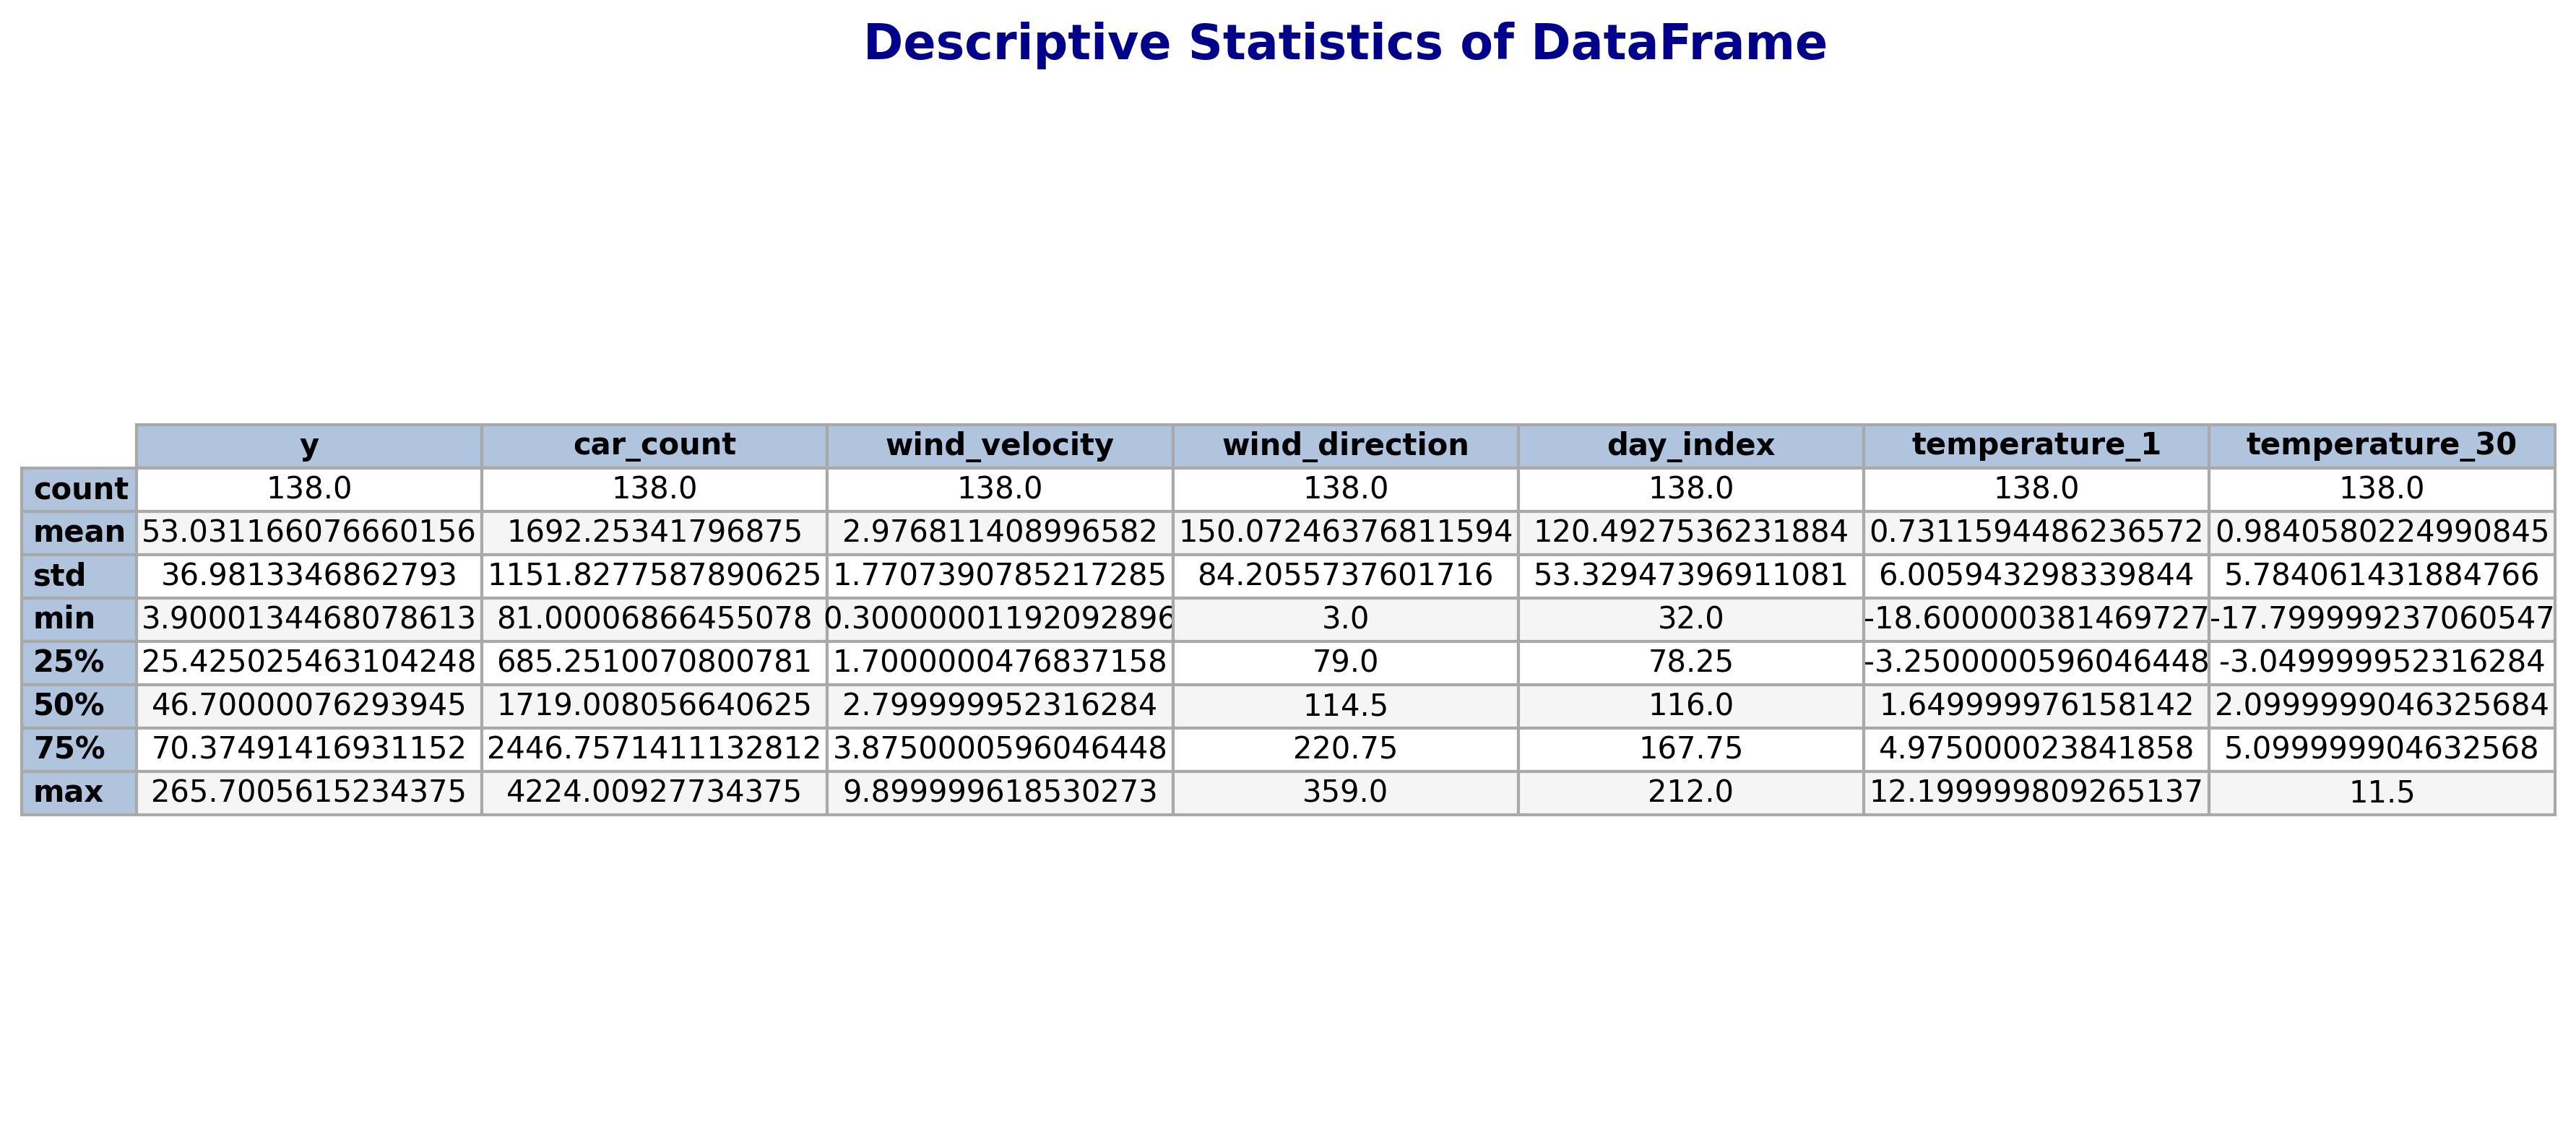 Descriptive Statistics of DataFrame
y car_count wind_velocity wind_direction day_index temperature_1 temperature_30
count 138.0 138.0 138.0 138.0 138.0 138.0 138.0
mean 53.031166076660156 1692.25341796875 2.976811408996582 150.07246376811594 120.4927536231884 0.7311594486236572 0.9840580224990845
std 36.9813346862793 1151.8277587890625 1.7707390785217285 84.2055737601716 53.32947396911081 6.005943298339844 5.784061431884766
min 3.9000134468078613 81.00006866455078 0.30000001192092896 3.0 32.0 -18.600000381469727 -17.799999237060547
25% 25.425025463104248 685.2510070800781 1.7000000476837158 79.0 78.25 -3.2500000596046448 -3.049999952316284
50% 46.70000076293945 1719.008056640625 2.799999952316284 114.5 116.0 1.649999976158142 2.0999999046325684
75% 70.37491416931152 2446.7571411132812 3.8750000596046448 220.75 167.75 4.975000023841858 5.099999904632568
max 265.7005615234375 4224.00927734375 9.899999618530273 359.0 212.0 12.199999809265137 11.5